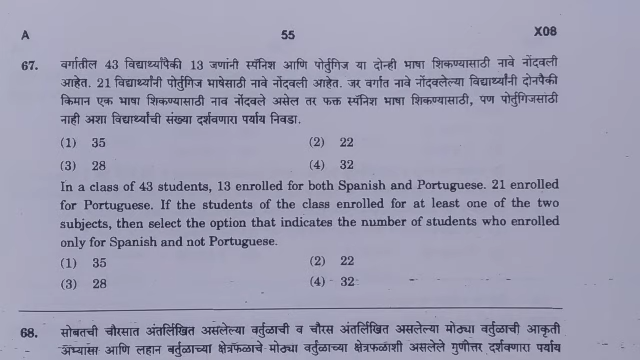 A 55 X08
67. वर्गातील 43 विद्यार्थ्यांपैकी 13 जणांनी स्पॅनिश आणि पोर्तुगिज या दोन्ही भाषा शिकण्यासाठी नावे नोंदवली
आहेत. 21 विद्यार्थ्यांनी पोर्तुगिज भाषेसाठी नावे नोंदवली आहेत. जर वर्गात नावे नोंदवलेल्या विद्यार्थ्यांनी दोनपैकी
किमान एक भाषा शिकण्यासाठी नाव नोंदवले असेल तर फक्त स्पॅनिश भाषा शिकण्यासाठी, पण पोर्तुगिजसाठी
नाही अशा विद्यार्थ्यांची संख्या दर्शवणारा पर्याय निवडा.
(1) 35 (2) 22
(3) 28 (4) 32
In a class of 43 students, 13 enrolled for both Spanish and Portuguese. 21 enrolled
for Portuguese. If the students of the class enrolled for at least one of the two
subjects, then select the option that indicates the number of students who enrolled
only for Spanish and not Portuguese.
(1) 35 (2) 22
(3) 28 (4) 32
68. सोबतची चौरसात अंतर्लिखित असलेल्या वर्तुळाची व चौरस अंतर्लिखित असलेल्या मोठ्या वर्तुळाची आकृती
अभ्यासा आणि लहान वर्तुळाच्या क्षेत्रफळाचे मोठ्या वर्तुळाच्या क्षेत्रफळाशी असलेले गुणोत्तर दर्शवणारा पर्याय